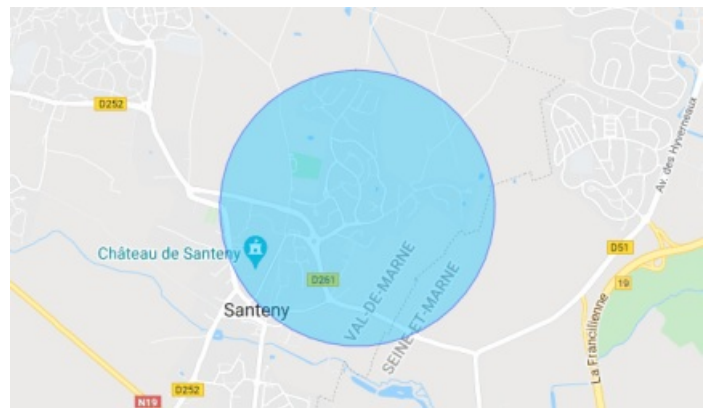 D252
Av. des Hyverneaux
Château de Santeny
D51
D261
19
Santeny
VAL-DE-MARNE
SEINE-ET-MARNE
La Francilienne
D252
N19